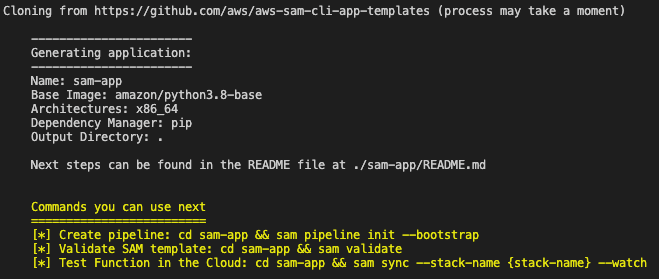 Cloning from https://github.com/aws/aws-sam-cli-app-templates (process may take a moment)
-----------------------
Generating application:
-----------------------
Name: sam-app
Base Image: amazon/python3.8-base
Architectures: x86_64
Dependency Manager: pip
Output Directory: .
Next steps can be found in the README file at ./sam-app/README.md
Commands you can use next
=========================
[*] Create pipeline: cd sam-app && sam pipeline init --bootstrap
[*] Validate SAM template: cd sam-app && sam validate
[*] Test Function in the Cloud: cd sam-app && sam sync --stack-name {stack-name} --watch